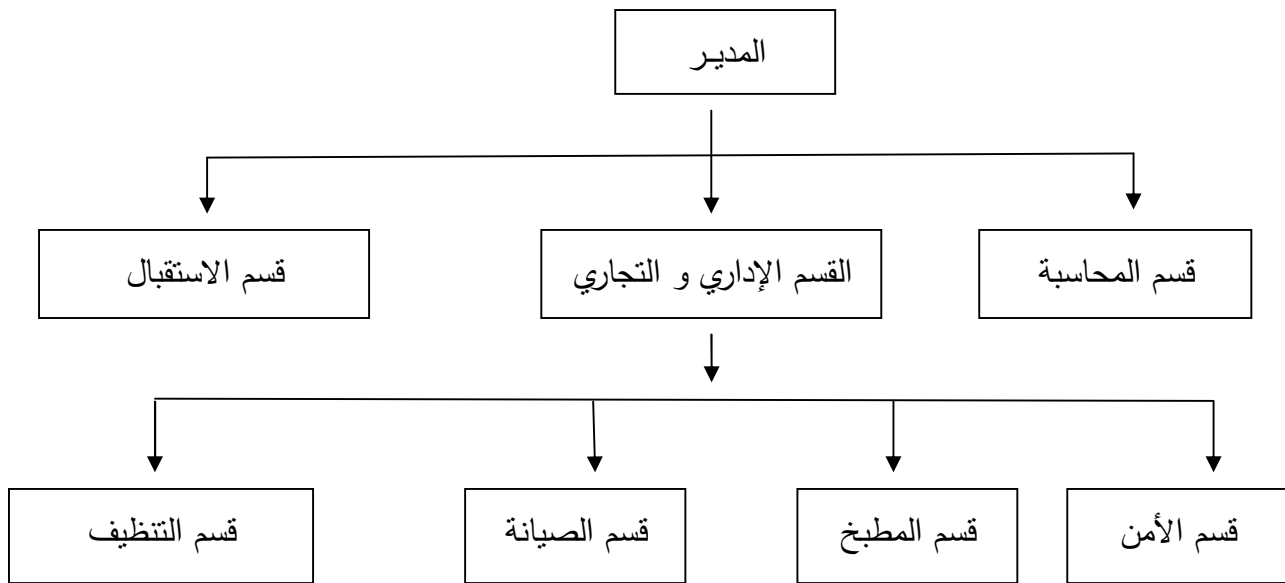 المديـر
قسم المحاسبة
القسم الإداري و التجاري
قسم الاستقبال
قسم الأمن
قسم المطبخ
قسم الصيانة
قسم التنظيف